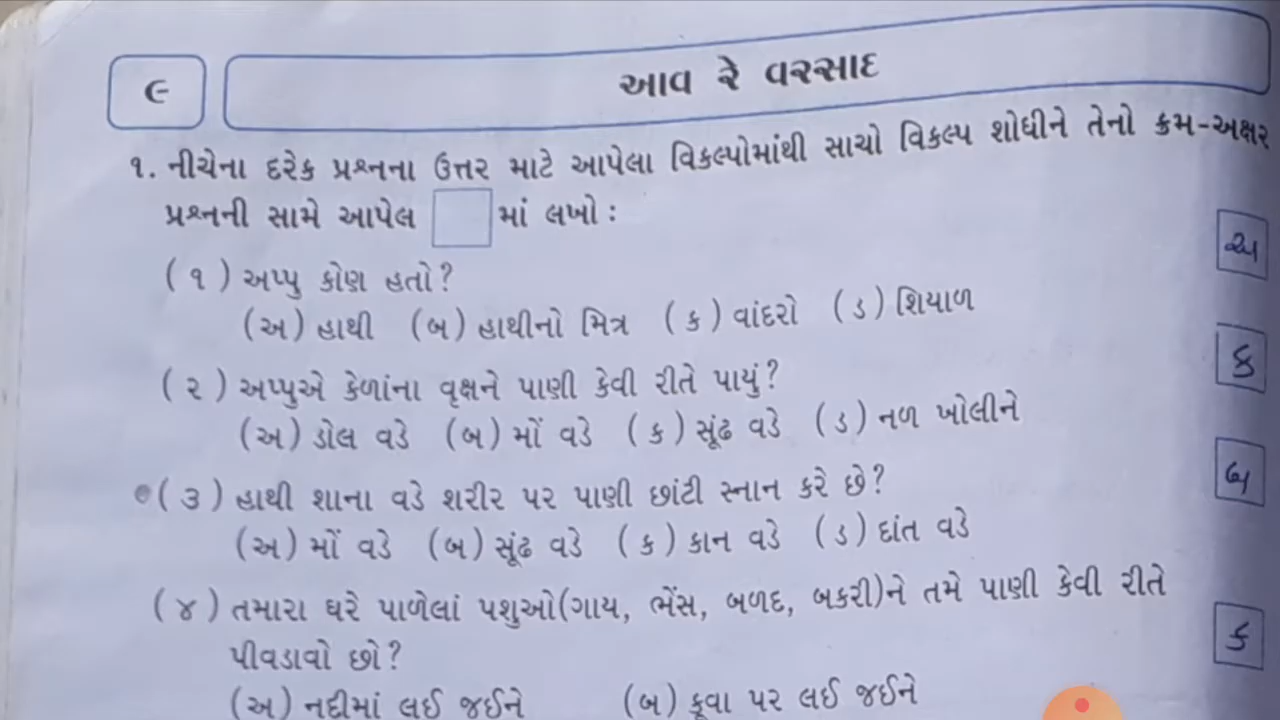 ૯
આવ રે વરસાદ
૧. નીચેના દરેક પ્રશ્નના ઉત્તર માટે આપેલા વિકલ્પોમાંથી સાચો વિકલ્પ શોધીને તેનો ક્રમ-અક્ષર
પ્રશ્નની સામે આપેલ માં લખો :
અ
(૧) અપ્પુ કોણ હતો?
(અ) હાથી (બ) હાથીનો મિત્ર (ક) વાંદરો (ડ) શિયાળ
ક
(૨) અપ્પુએ કેળાંના વૃક્ષને પાણી કેવી રીતે પાયું?
(અ) ડોલ વડે (બ) મોં વડે (ક) સૂંઢ વડે (ડ) નળ ખોલીને
બ
(૩) હાથી શાના વડે શરીર પર પાણી છાંટી સ્નાન કરે છે?
(અ) મોં વડે (બ) સૂંઢ વડે (ક) કાન વડે (ડ) દાંત વડે
(૪) તમારા ઘરે પાળેલાં પશુઓ(ગાય, ભેંસ, બળદ, બકરી)ને તમે પાણી કેવી રીતે
પીવડાવો છો?
ક
(અ) નદીમાં લઈ જઈને (બ) કૂવા પર લઈ જઈને